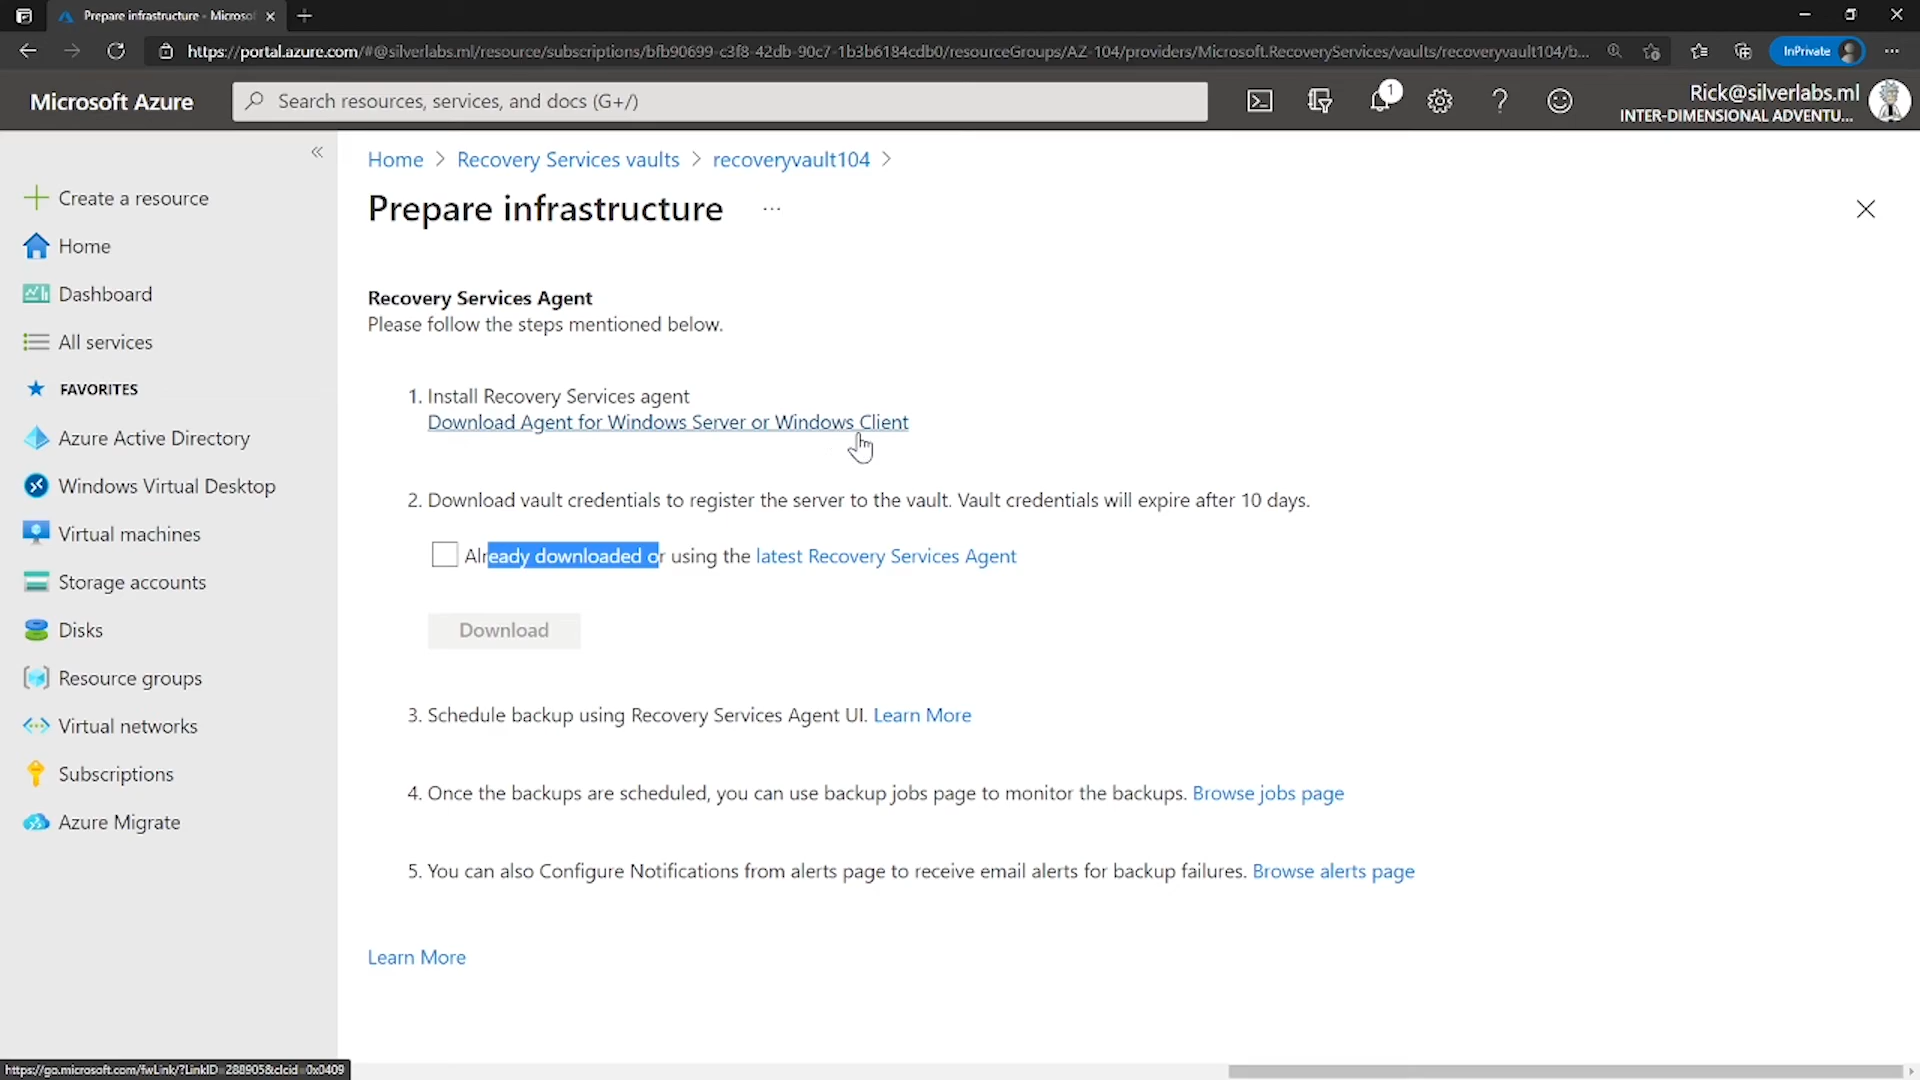 Prepare infrastructure - Microsof
https://portal.azure.com/#@silverlabs.ml/resource/subscriptions/bfb90699-c3f8-42db-90c7-1b3b6184cdb0/resourceGroups/AZ-104/providers/Microsoft.RecoveryServices/vaults/recoveryvault104/b...
InPrivate
Microsoft Azure
Search resources, services, and docs (G+/)
1
Rick@silverlabs.ml
INTER-DIMENSIONAL ADVENTU...
Home > Recovery Services vaults > recoveryvault104 >
Prepare infrastructure ...
Create a resource
Home
Dashboard
All services
FAVORITES
Azure Active Directory
Windows Virtual Desktop
Virtual machines
Storage accounts
Disks
Resource groups
Virtual networks
Subscriptions
Azure Migrate
Recovery Services Agent
Please follow the steps mentioned below.
1. Install Recovery Services agent
Download Agent for Windows Server or Windows Client
2. Download vault credentials to register the server to the vault. Vault credentials will expire after 10 days.
Already downloaded or using the latest Recovery Services Agent
Download
3. Schedule backup using Recovery Services Agent UI. Learn More
4. Once the backups are scheduled, you can use backup jobs page to monitor the backups. Browse jobs page
5. You can also Configure Notifications from alerts page to receive email alerts for backup failures. Browse alerts page
Learn More
https://go.microsoft.com/fwLink/?LinkID=288905&clcid=0x0409